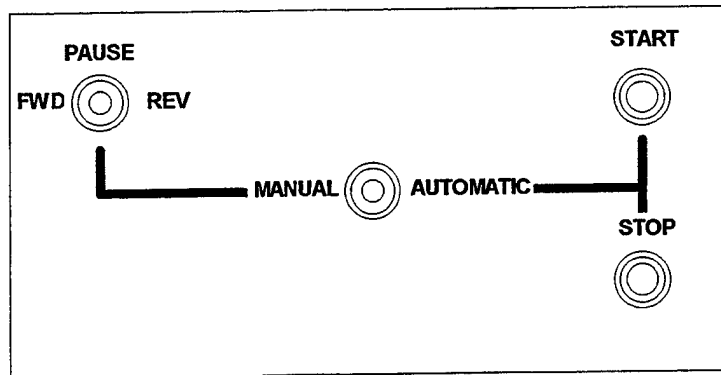 PAUSE
START
FWD REV
MANUAL AUTOMATIC
STOP